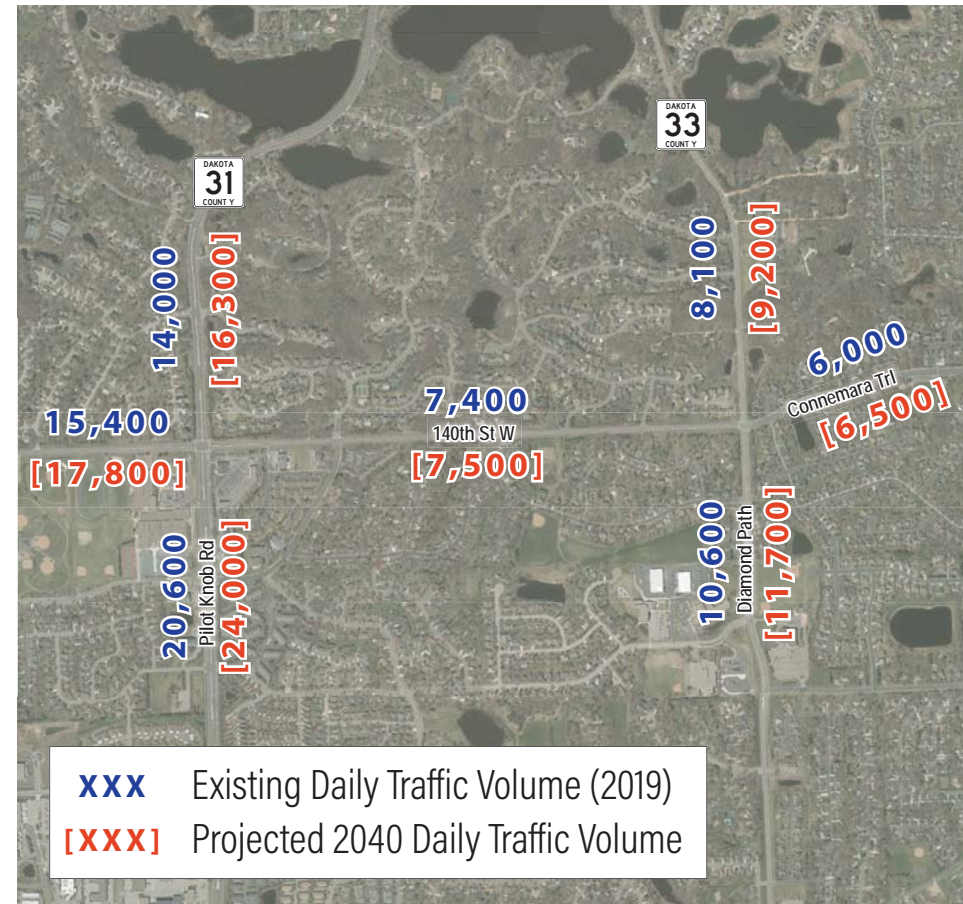 DAKOTA
33
COUNTY
DAKOTA
31
COUNTY
14,000
[16,300]
8,100
[9,200]
6,000
Connemara Trl
[6,500]
15,400
[17,800]
7,400
140th St W
[7,500]
20,600
Pilot Knob Rd
[24,000]
10,600
Diamond Path
[11,700]
XXX Existing Daily Traffic Volume (2019)
[XXX] Projected 2040 Daily Traffic Volume